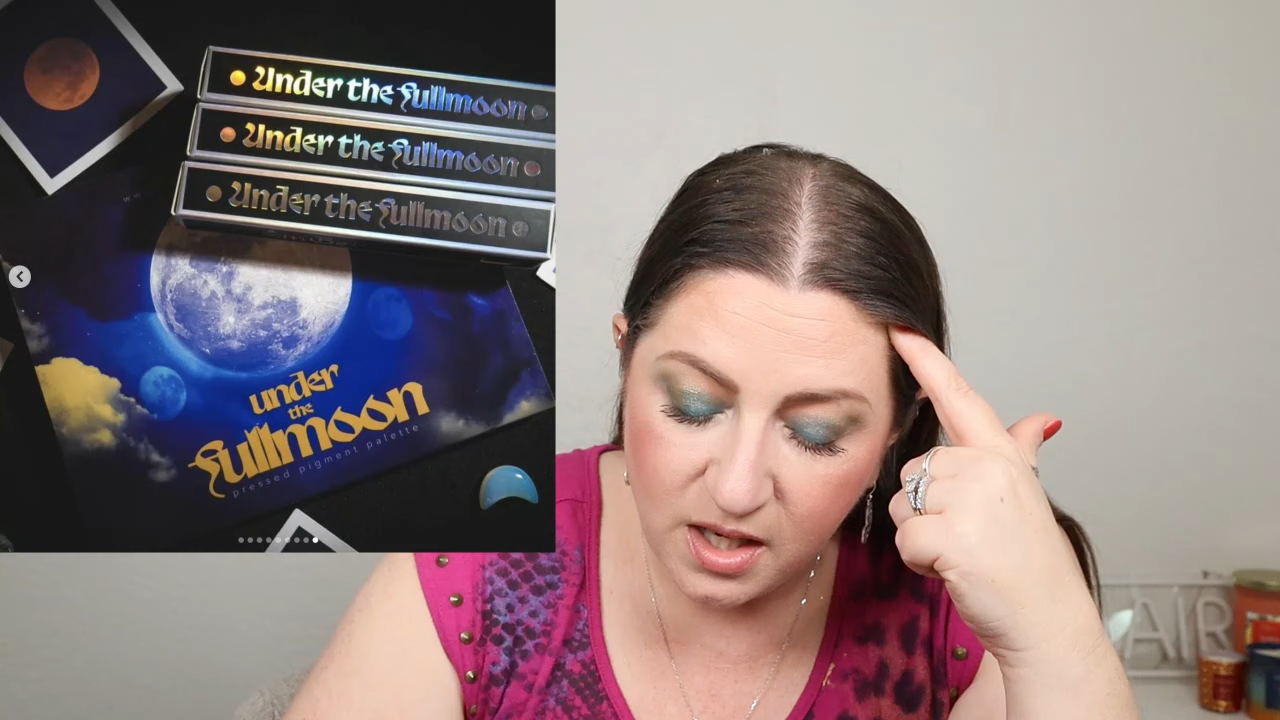 Under the fullmoon
Under the fullmoon
Under the fullmoon
under
the
fullmoon
pressed pigment palette
AIR